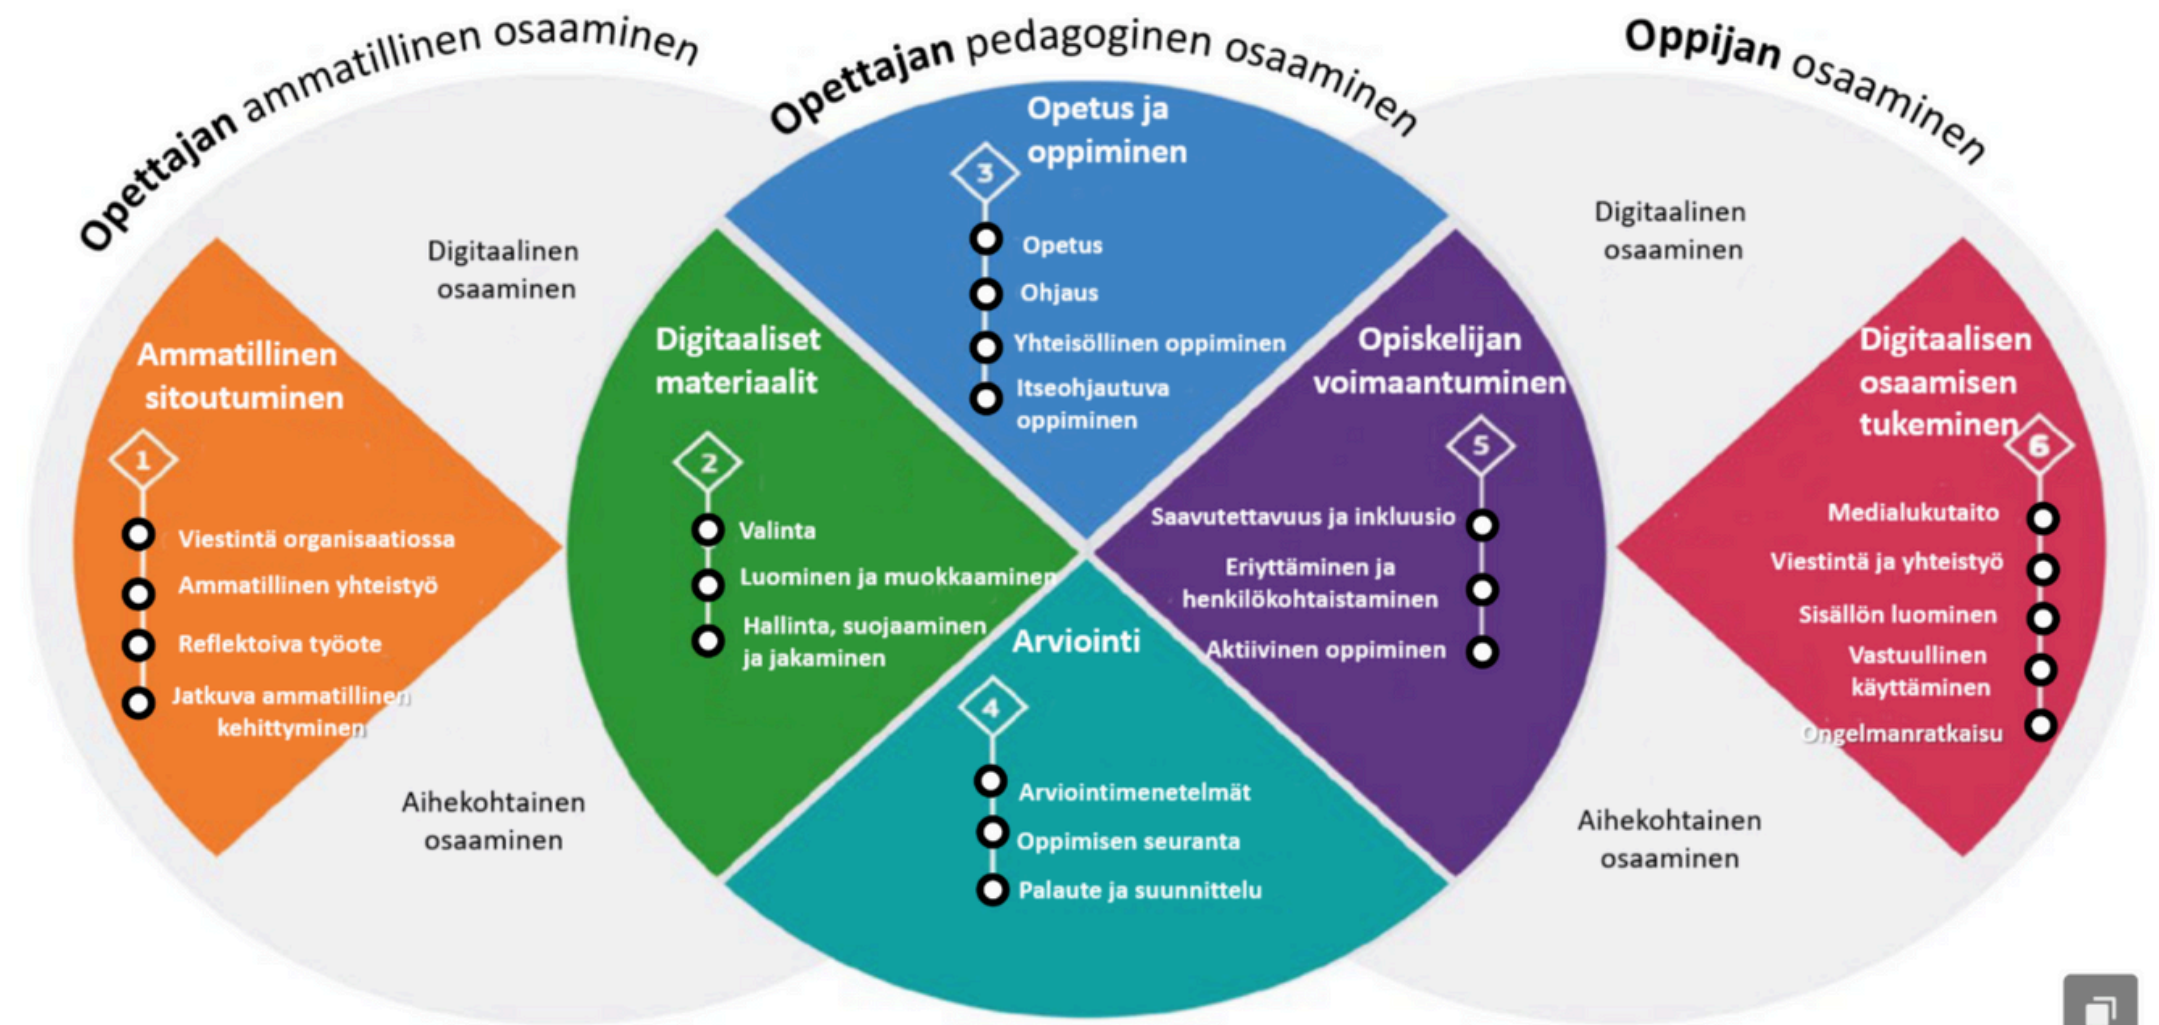 Opettajan ammatillinen osaaminen
Opettajan pedagoginen osaaminen
Oppijan osaaminen
Digitaalinen
osaaminen
Ammatillinen
sitoutuminen
1
Viestintä organisaatiossa
Ammatillinen yhteistyö
Reflektoiva työote
Jatkuva ammatillinen
kehittyminen
Aihekohtainen
osaaminen
Digitaaliset
materiaalit
2
Valinta
Luominen ja muokkaaminen
Hallinta, suojaaminen
ja jakaminen
Opetus ja
oppiminen
3
Opetus
Ohjaus
Yhteisöllinen oppiminen
Itseohjautuva
oppiminen
Arviointi
4
Arviointimenetelmät
Oppimisen seuranta
Palaute ja suunnittelu
Opiskelijan
voimaantuminen
5
Saavutettavuus ja inkluusio
Eriyttäminen ja
henkilökohtaistaminen
Aktiivinen oppiminen
Digitaalinen
osaaminen
Digitaalisen
osaamisen
tukeminen
6
Medialukutaito
Viestintä ja yhteistyö
Sisällön luominen
Vastuullinen
käyttäminen
Ongelmanratkaisu
Aihekohtainen
osaaminen